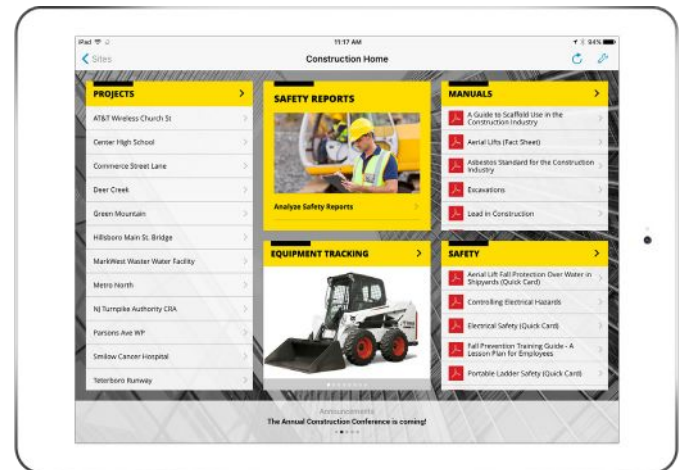 iPad
11:17 AM
94%
Sites
Construction Home
PROJECTS
AT&T Wireless Church St
Center High School
Commerce Street Lane
Deer Creek
Green Mountain
Hillsboro Main St. Bridge
MarkWest Waster Water Facility
Metro North
NJ Turnpike Authority CRA
Parsons Ave WP
Smilow Cancer Hospital
Teterboro Runway
SAFETY REPORTS
Analyze Safety Reports
EQUIPMENT TRACKING
MANUALS
A Guide to Scaffold Use in the
Construction Industry
Aerial Lifts (Fact Sheet)
Asbestos Standard for the Construction
Industry
Excavations
Lead in Construction
SAFETY
Aerial Lift Fall Protection Over Water in
Shipyards (Quick Card)
Controlling Electrical Hazards
Electrical Safety (Quick Card)
Fall Prevention Training Guide - A
Lesson Plan for Employees
Portable Ladder Safety (Quick Card)
Announcements
The Annual Construction Conference is coming!